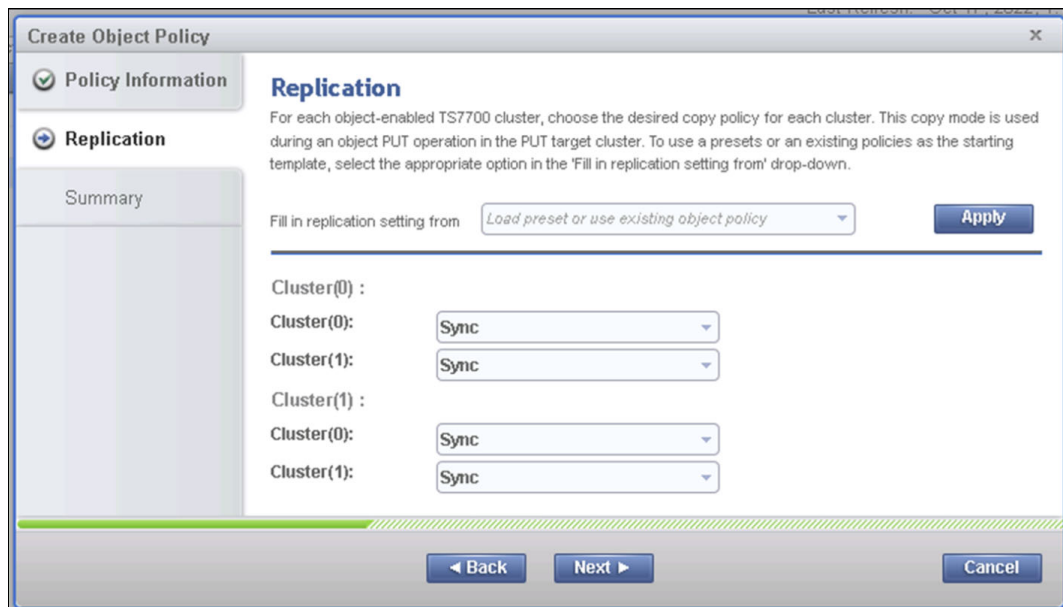 Create Object Policy
x
Policy Information
Replication
Summary
Replication
For each object-enabled TS7700 cluster, choose the desired copy policy for each cluster. This copy mode is used
during an object PUT operation in the PUT target cluster. To use a presets or an existing policies as the starting
template, select the appropriate option in the 'Fill in replication setting from' drop-down.
Fill in replication setting from Load preset or use existing object policy Apply
Cluster(0) :
Cluster(0): Sync
Cluster(1): Sync
Cluster(1) :
Cluster(0): Sync
Cluster(1): Sync
Back Next Cancel